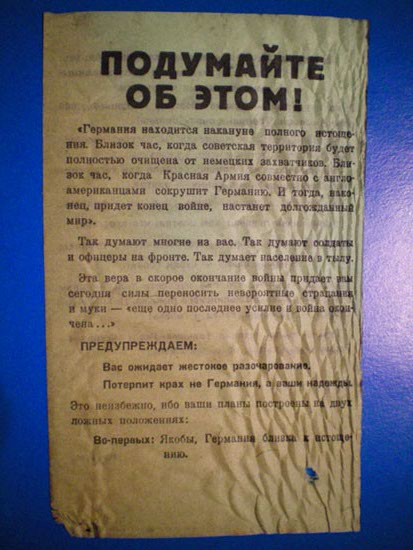 ПОДУМАЙТЕ
ОБ ЭТОМ!
«Германия находится накануне полного истоще-
ния. Близок час, когда советская территория будет
полностью очищена от немецких захватчиков. Бли-
зок час, когда Красная Армия совместно с англо-
американцами сокрушит Германию. И тогда, нако-
нец, придет конец войне, настанет долгожданный
мир».
Так думают многие из вас. Так думают солдаты
и офицеры на фронте. Так думает население в тылу.
Эта вера в скорое окончание войны придает вам
сегодня силы переносить невероятные страдания
и муки — «еще одно последнее усилие и война окон-
чена...»
ПРЕДУПРЕЖДАЕМ:
Вас ожидает жестокое разочарование.
Потерпит крах не Германия, а ваши надежды.
Это неизбежно, ибо ваши планы построены на двух
ложных положениях:
Во-первых: Якобы, Германия близка к истоще-
нию.